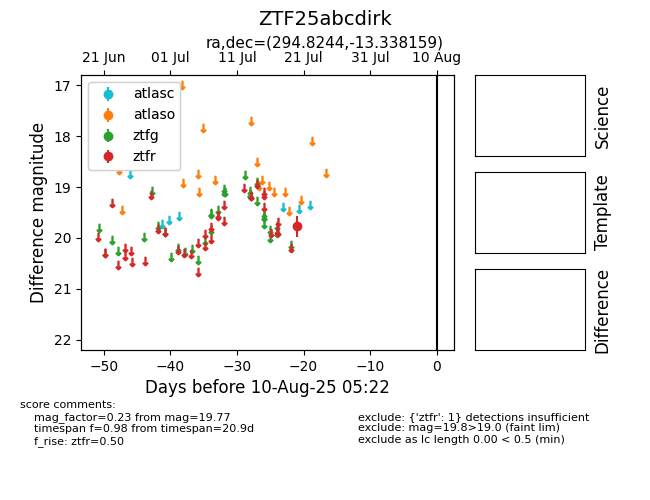 ZTF25abcdirk
ra,dec=(294.8244,-13.338159)
21 Jun 01 Jul 11 Jul 21 Jul 31 Jul 10 Aug
atlasc
atlaso
ztfg
ztfr
17
18
19
20
21
22
Difference magnitude
−50 −40 −30 −20 −10 0
Days before 10-Aug-25 05:22
Science
Template
Difference
score comments:
mag_factor=0.23 from mag=19.77
timespan f=0.98 from timespan=20.9d
f_rise: ztfr=0.50
exclude: {'ztfr': 1} detections insufficient
exclude: mag=19.8>19.0 (faint lim)
exclude as lc length 0.00 < 0.5 (min)